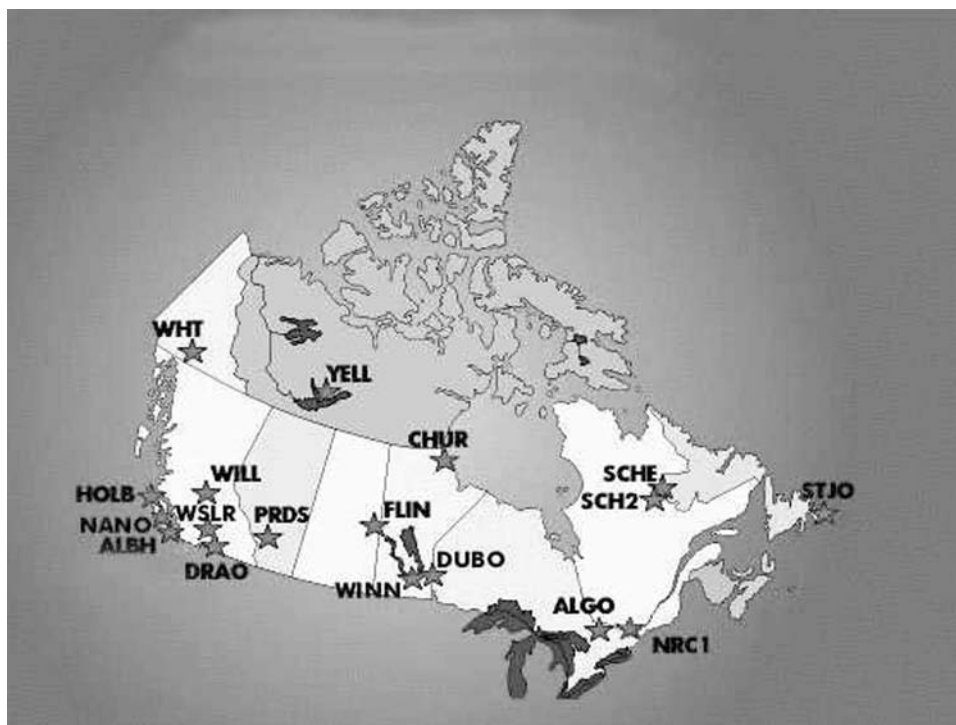 WHT
YELL
CHUR
WILL
SCHE
HOLB
SCH2
STJO
WSLR
PRDS
FLIN
NANO
ALBH
DUBO
DRAO
WINN
ALGO
NRC1